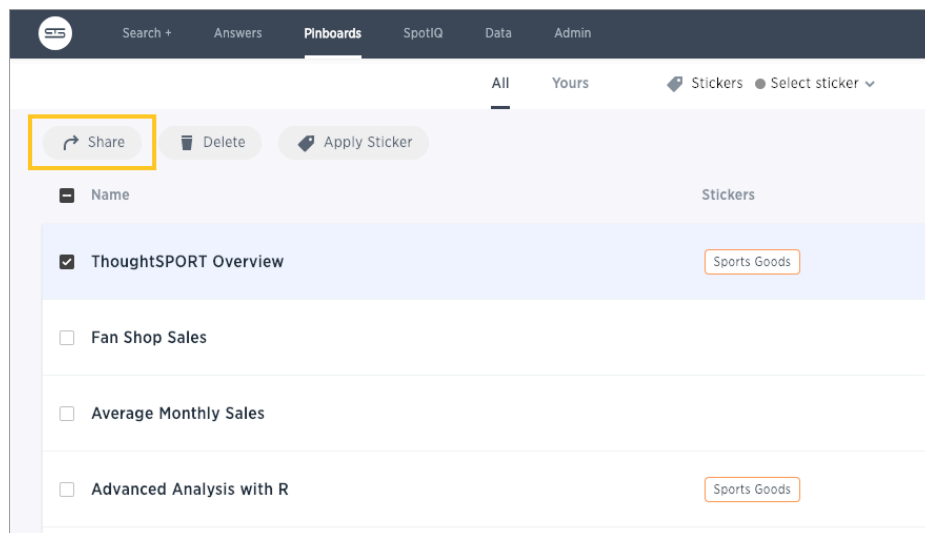 Search + Answers Pinboards SpotIQ Data Admin
All Yours Stickers Select sticker
Share Delete Apply Sticker
Name Stickers
ThoughtSPORT Overview Sports Goods
Fan Shop Sales
Average Monthly Sales
Advanced Analysis with R Sports Goods